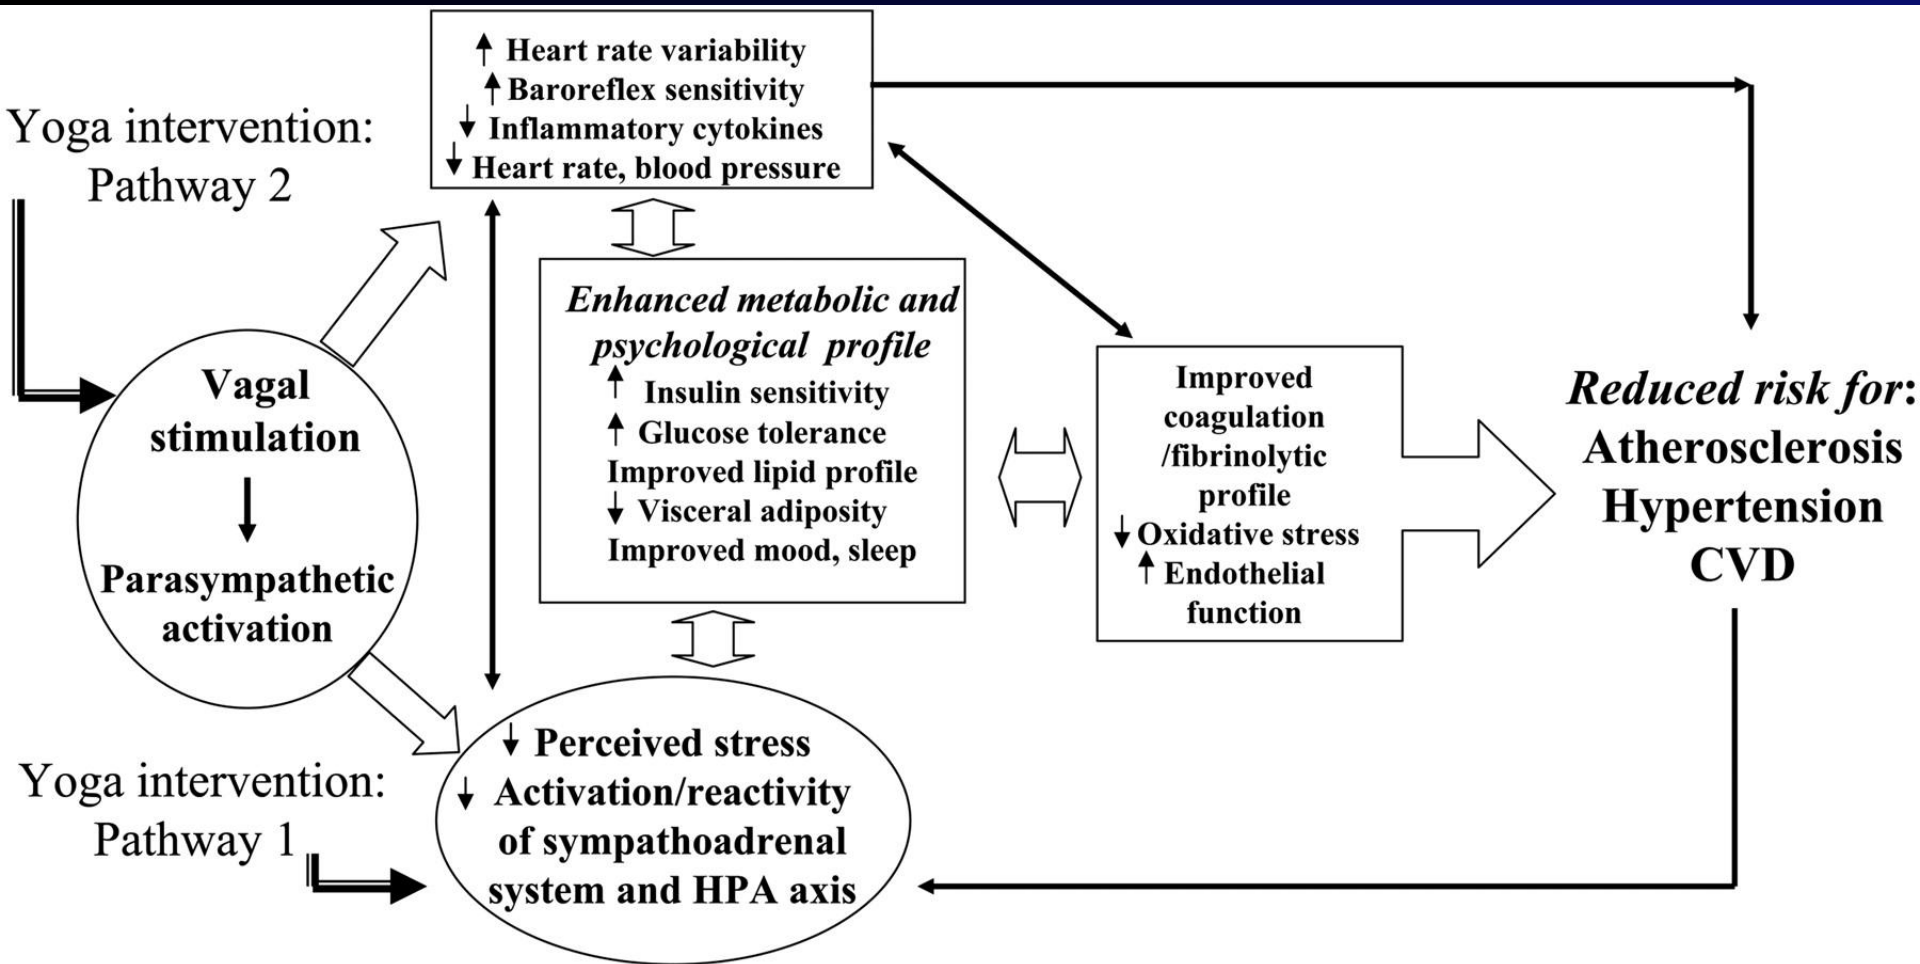 ↑ Heart rate variability
↑ Baroreflex sensitivity
↓ Inflammatory cytokines
↓ Heart rate, blood pressure
Yoga intervention:
Pathway 2
Vagal
stimulation
↓
Parasympathetic
activation
Enhanced metabolic and
psychological profile
↑ Insulin sensitivity
↑ Glucose tolerance
Improved lipid profile
↓ Visceral adiposity
Improved mood, sleep
Improved
coagulation
/fibrinolytic
profile
↓ Oxidative stress
↑ Endothelial
function
Reduced risk for:
Atherosclerosis
Hypertension
CVD
Yoga intervention:
Pathway 1
↓ Perceived stress
↓ Activation/reactivity
of sympathoadrenal
system and HPA axis